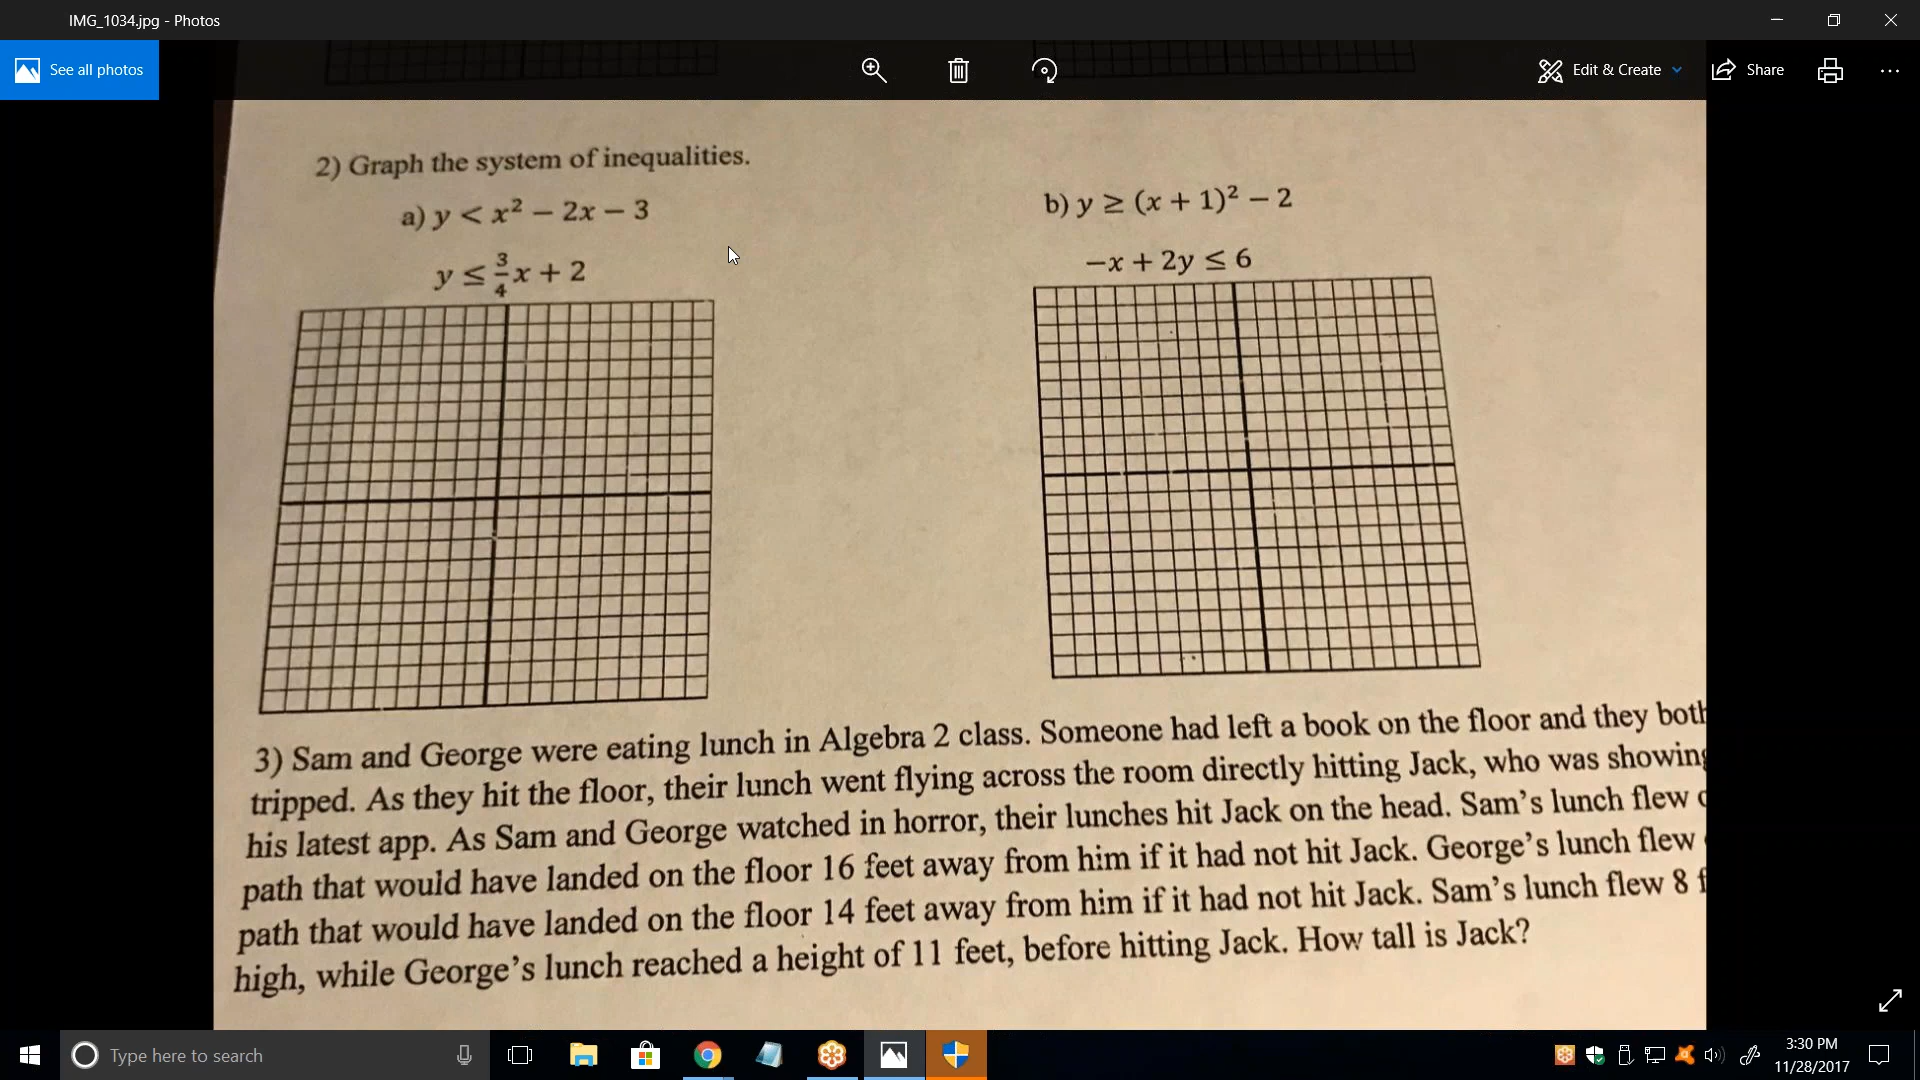 IMG_1034.jpg - Photos
See all photos
Edit & Create
Share
2) Graph the system of inequalities.
a) y < x² − 2x − 3
b) y ≥ (x + 1)² − 2
y ≤ 3/4 x + 2
−x + 2y ≤ 6
3) Sam and George were eating lunch in Algebra 2 class. Someone had left a book on the floor and they both
tripped. As they hit the floor, their lunch went flying across the room directly hitting Jack, who was showing
his latest app. As Sam and George watched in horror, their lunches hit Jack on the head. Sam's lunch flew
path that would have landed on the floor 16 feet away from him if it had not hit Jack. George's lunch flew
path that would have landed on the floor 14 feet away from him if it had not hit Jack. Sam's lunch flew 8 f
high, while George's lunch reached a height of 11 feet, before hitting Jack. How tall is Jack?
Type here to search
3:30 PM
11/28/2017